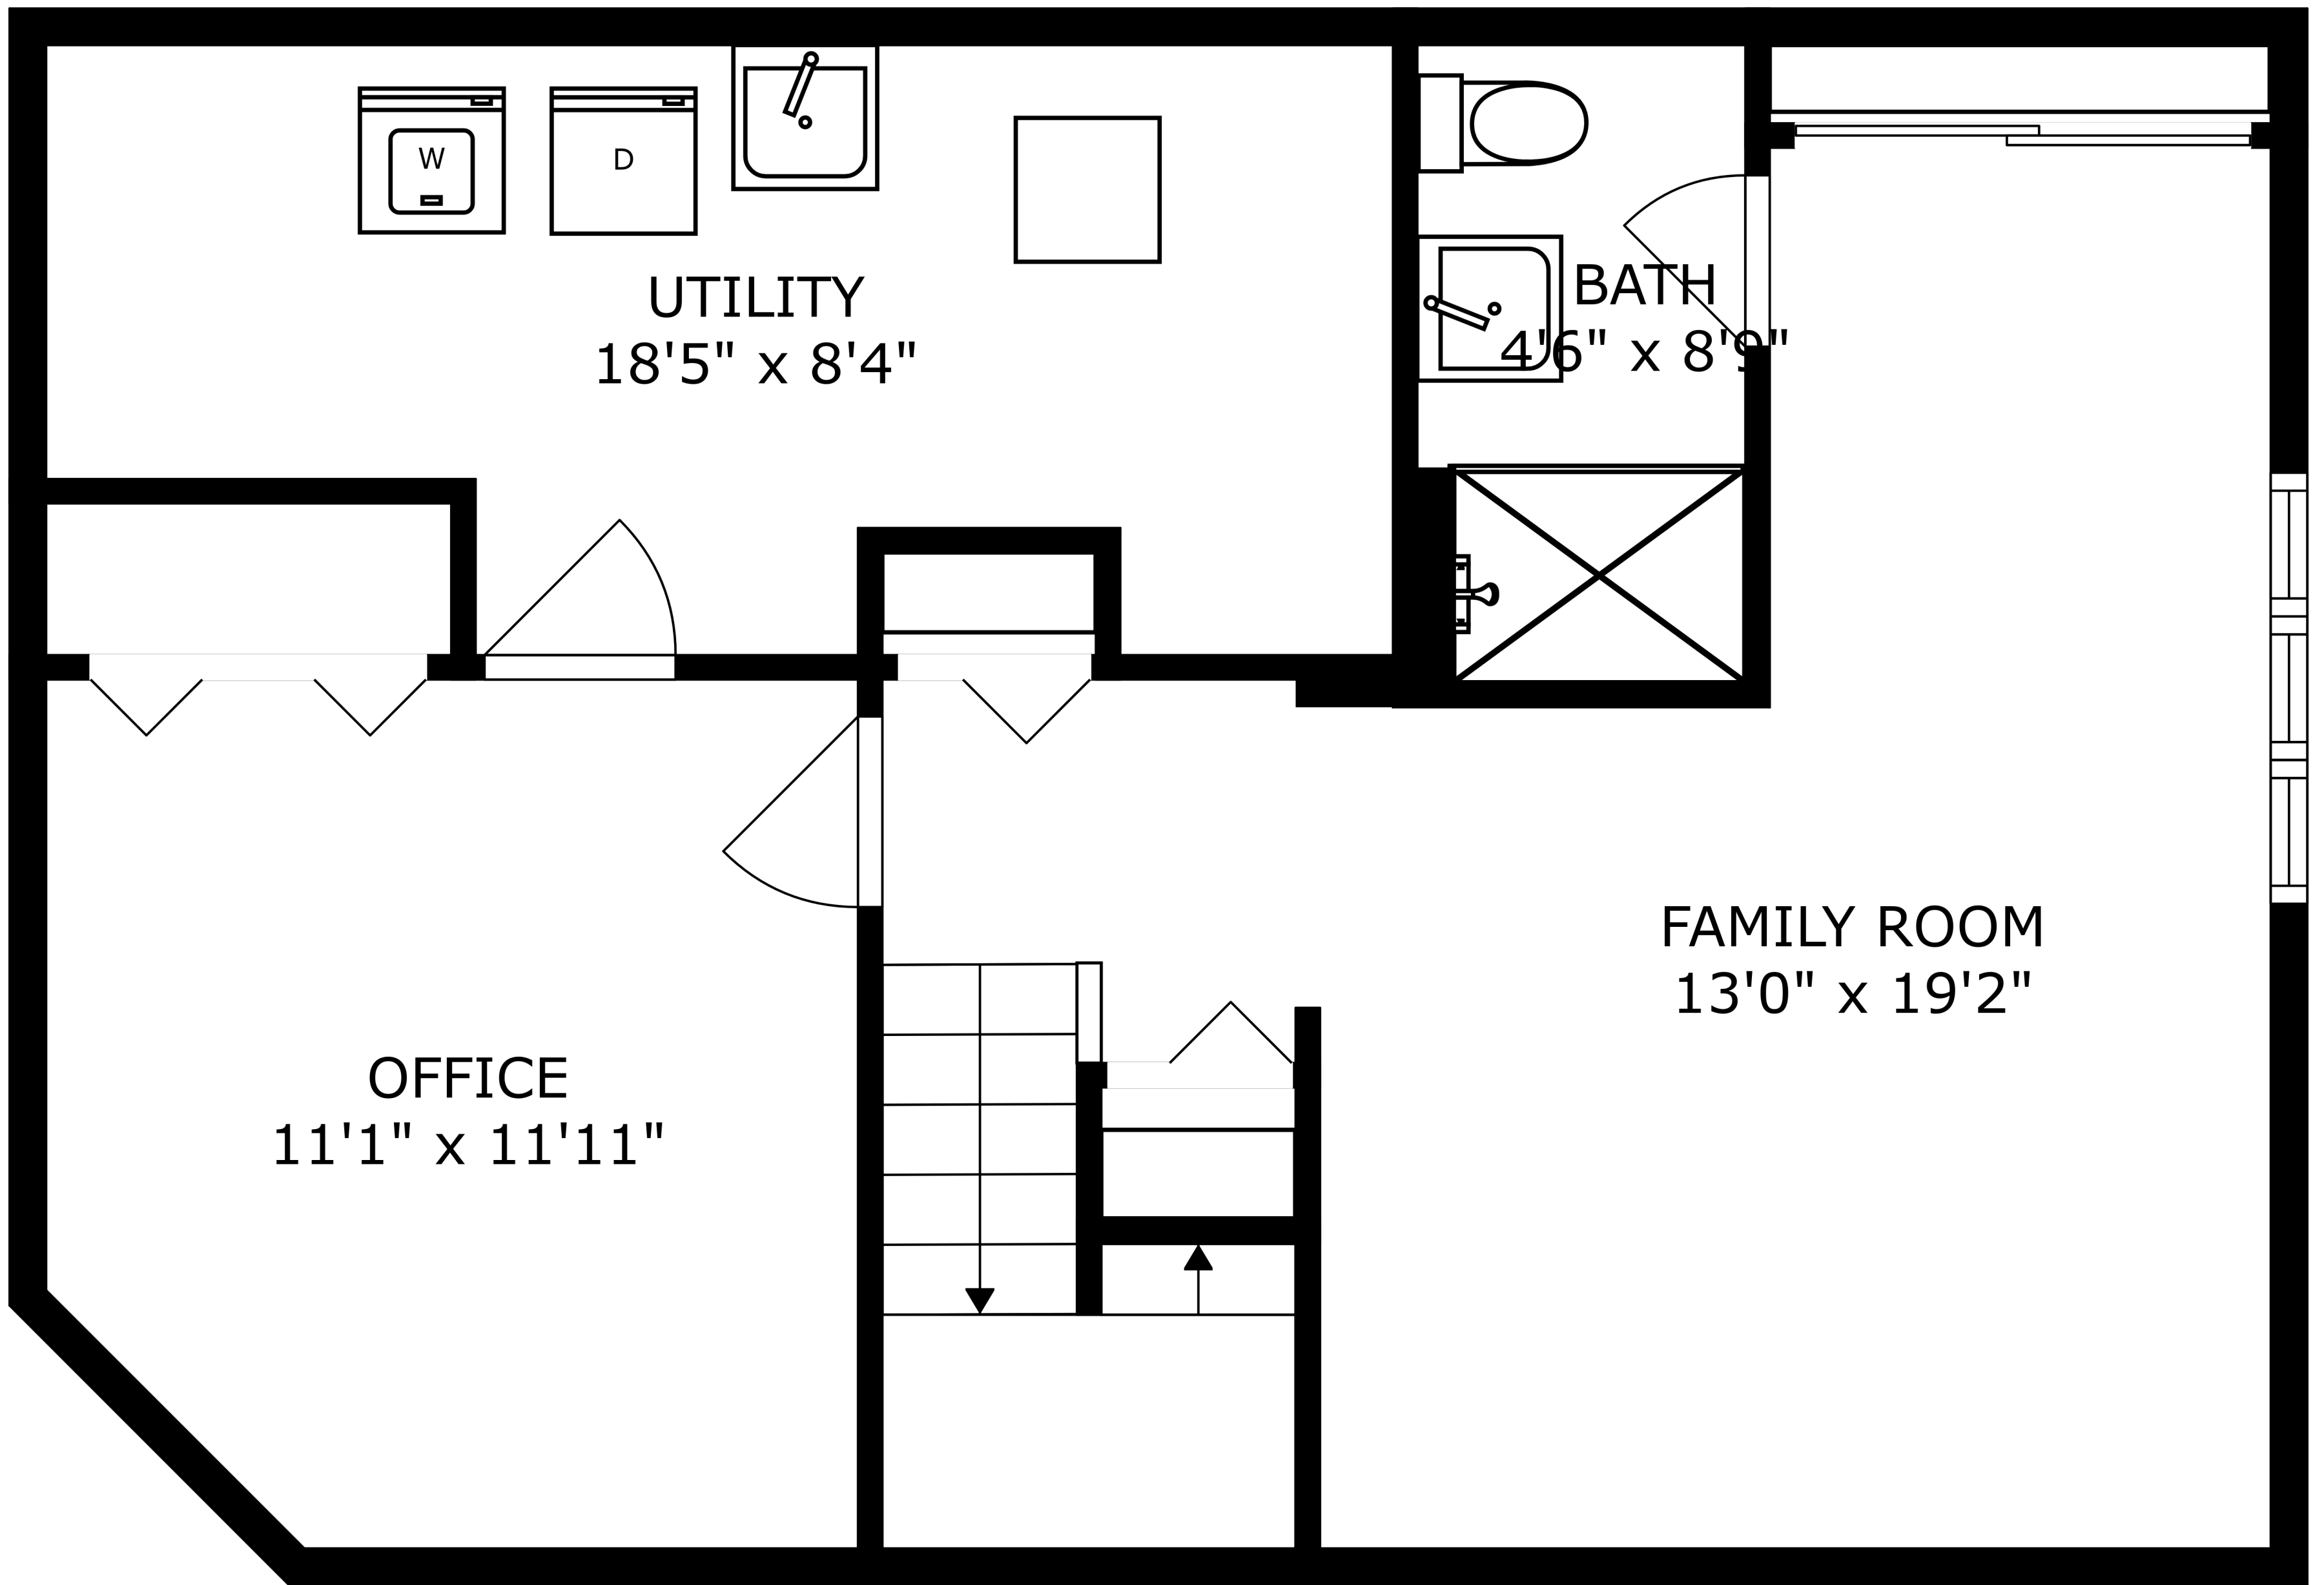 W
D
UTILITY
18'5" x 8'4"
BATH
4'6" x 8'9"
FAMILY ROOM
13'0" x 19'2"
OFFICE
11'1" x 11'11"